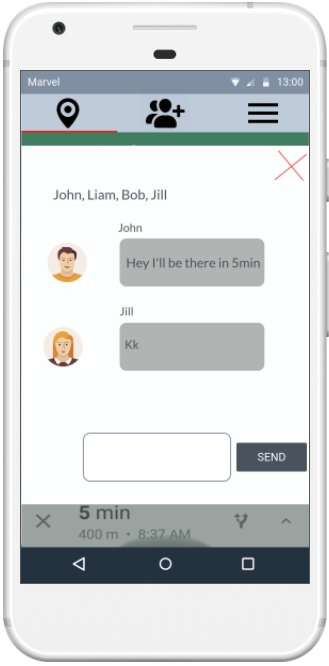 Marvel 13:00
John, Liam, Bob, Jill
John
Hey I'll be there in 5min
Jill
Kk
SEND
5 min
400 m • 8:37 AM